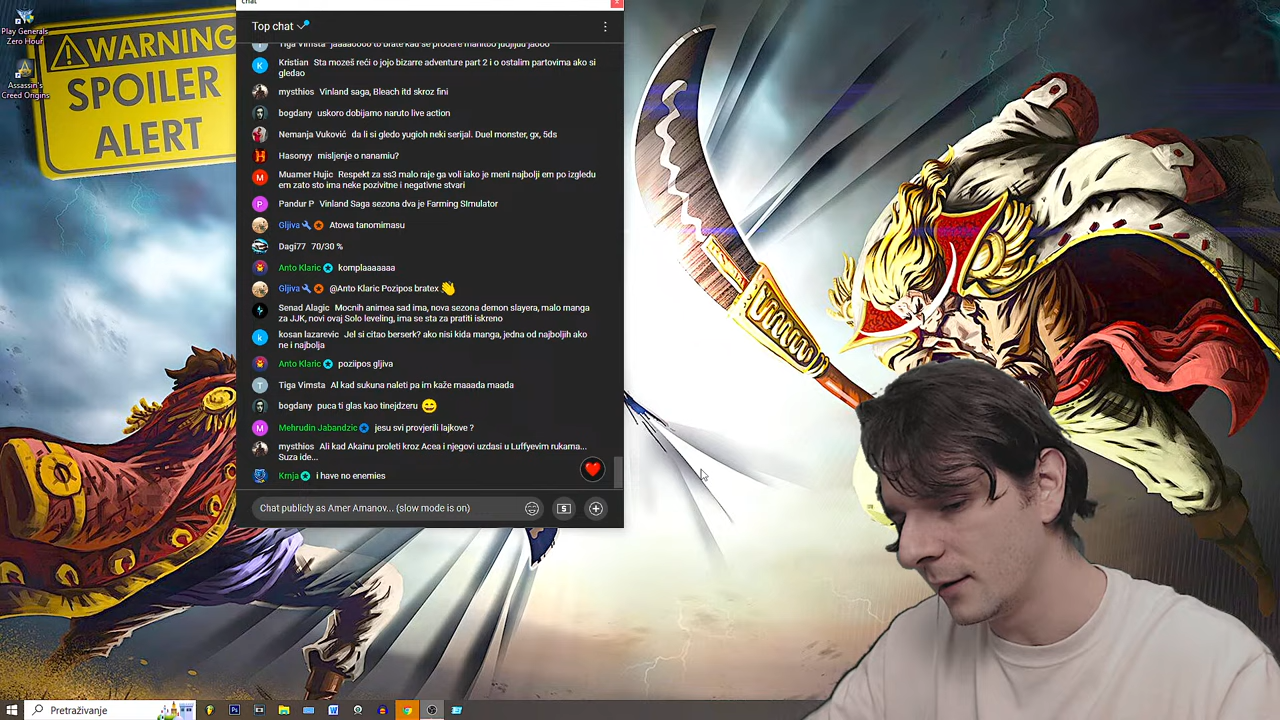 chat
Play Generals
Zero Hour
Assassin's
Creed Origins
WARNING
SPOILER
ALERT
Top chat
T Tiga Vimsta jaaaaoooo to brate kad se prodere
K Kristian Sta mozeš reći o jojo bizarre adventure part 2 i o ostalim partovima ako si
gledao
mysthios Vinland saga, Bleach itd skroz fini
bogdany uskoro dobijamo naruto live action
Nemanja Vuković da li si gledo yugioh neki serijal. Duel monster, gx, 5ds
H Hasonyy misljenje o nanamiu?
M Muamer Hujic Respekt za ss3 malo raje ga voli iako je meni najbolji em po izgledu
em zato sto ima neke pozivitne i negativne stvari
P Pandur P Vinland Saga sezona dva je Farming SImulator
Gljiva Atowa tanomimasu
Dagi77 70/30 %
Anto Klaric komplaaaaaaa
Gljiva @Anto Klaric Pozipos bratex 👋
Senad Alagic Mocnih animea sad ima, nova sezona demon slayera, malo manga
za JJK, novi ovaj Solo leveling, ima se sta za pratiti iskreno
k kosan lazarevic Jel si citao berserk? ako nisi kida manga, jedna od najboljih ako
ne i najbolja
Anto Klaric poziipos gljiva
T Tiga Vimsta Al kad sukuna naleti pa im kaže maaada maada
bogdany puca ti glas kao tinejdzeru 😄
M Mehrudin Jabandzic jesu svi provjerili lajkove ?
mysthios Ali kad Akainu proleti kroz Acea i njegovi uzdasi u Luffyevim rukama...
Suza ide...
Krnja i have no enemies
Chat publicly as Amer Amanov... (slow mode is on)
Pretraživanje